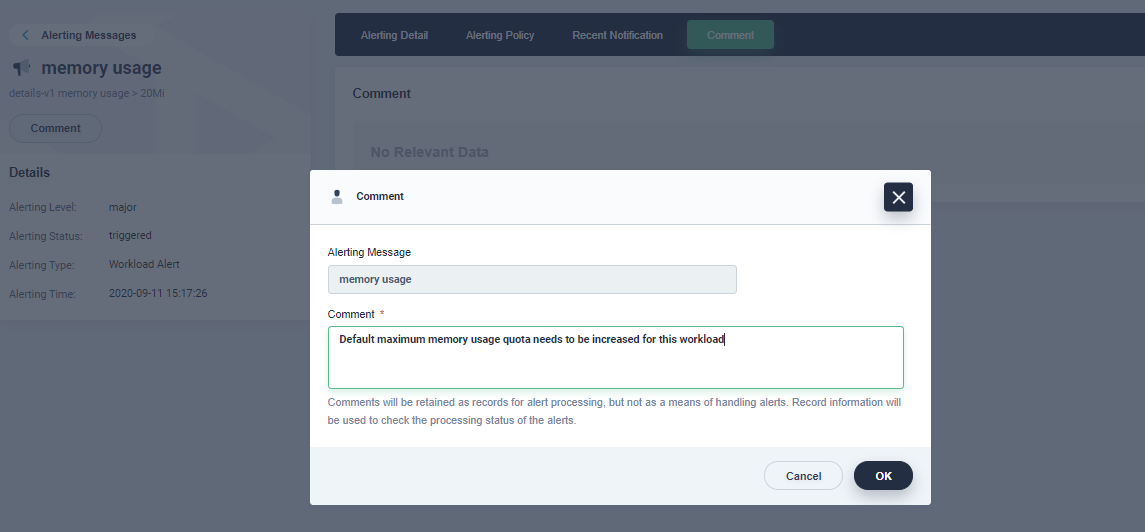 Alerting Messages
memory usage
details-v1 memory usage > 20Mi
Comment
Details
Alerting Level: major
Alerting Status: triggered
Alerting Type: Workload Alert
Alerting Time: 2020-09-11 15:17:26
Alerting Detail Alerting Policy Recent Notification Comment
Comment
No Relevant Data
Comment
Alerting Message
memory usage
Comment *
Default maximum memory usage quota needs to be increased for this workload
Comments will be retained as records for alert processing, but not as a means of handling alerts. Record information will
be used to check the processing status of the alerts.
Cancel OK